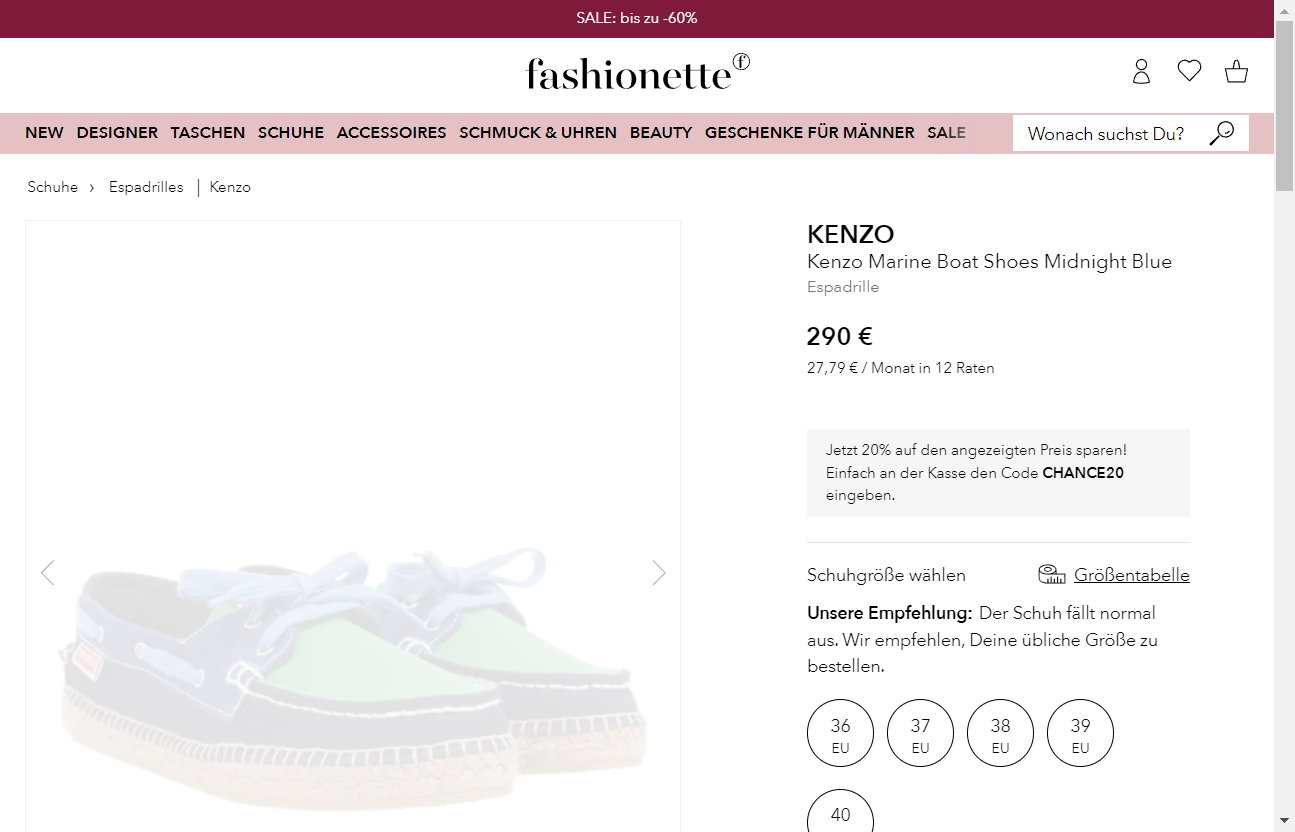 SALE: bis zu -60%
fashionette
f
NEW DESIGNER TASCHEN SCHUHE ACCESSOIRES SCHMUCK & UHREN BEAUTY GESCHENKE FÜR MÄNNER SALE
Wonach suchst Du?
Schuhe › Espadrilles | Kenzo
KENZO
Kenzo Marine Boat Shoes Midnight Blue
Espadrille
290 €
27,79 € / Monat in 12 Raten
Jetzt 20% auf den angezeigten Preis sparen!
Einfach an der Kasse den Code CHANCE20
eingeben.
Schuhgröße wählen
Größentabelle
Unsere Empfehlung: Der Schuh fällt normal
aus. Wir empfehlen, Deine übliche Größe zu
bestellen.
36 37 38 39
EU EU EU EU
40